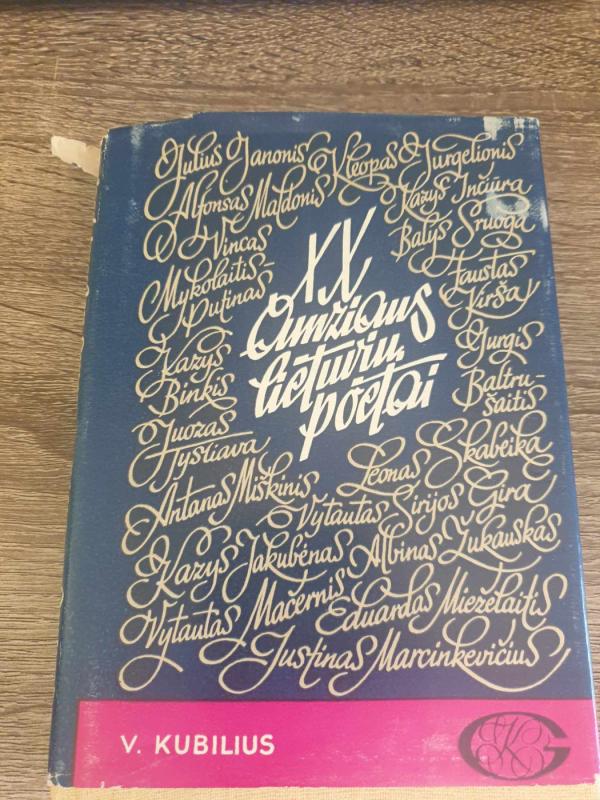 Julius Janonis Kleopas Jurgelionis
Alfonsas Maldonis Kazys Inčiūra
Vincas Mykolaitis-Putinas
Balys Sruoga
Faustas Kirša
XX
amžiaus
lietuvių
poetai
Kazys
Binkis
Jurgis
Baltru-
šaitis
Juozas
Tysliava
Leonas Skabeika
Antanas Miškinis
Vytautas Sirijos Gira
Kazys Jakubėnas Albinas Žukauskas
Vytautas Mačernis Eduardas Mieželaitis
Justinas Marcinkevičius
V. KUBILIUS